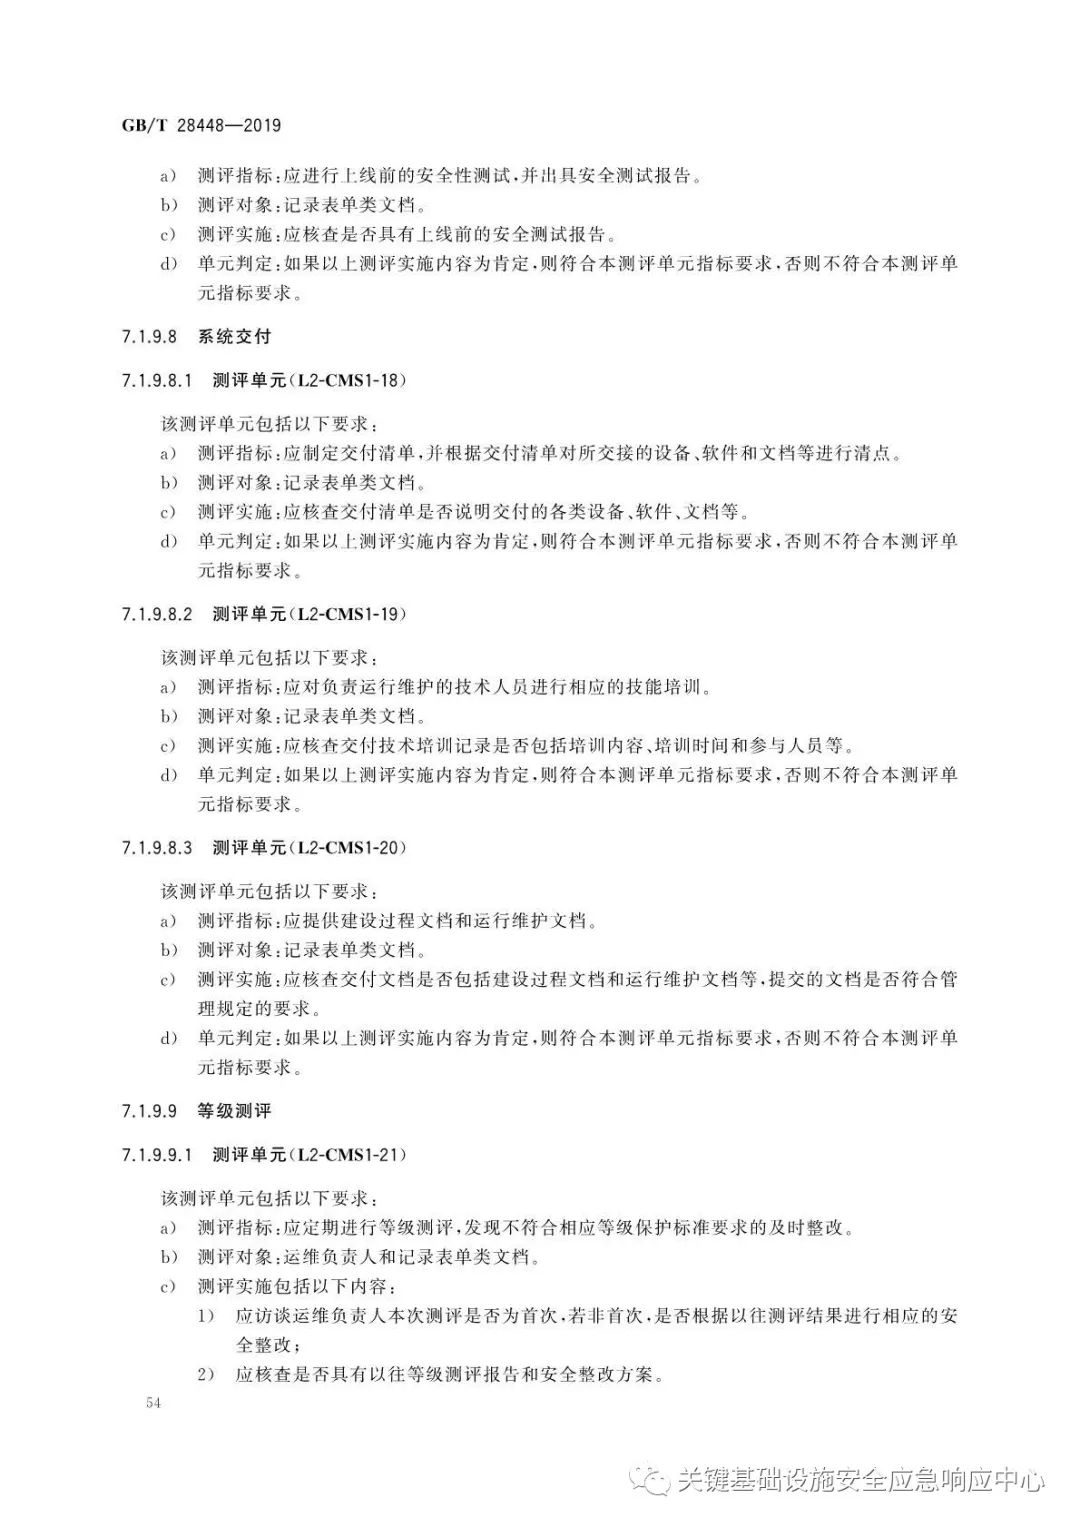 GB/T 28448—2019
a) 测评指标:应进行上线前的安全性测试,并出具安全测试报告。
b) 测评对象:记录表单类文档。
c) 测评实施:应核查是否具有上线前的安全测试报告。
d) 单元判定:如果以上测评实施内容为肯定,则符合本测评单元指标要求,否则不符合本测评单
元指标要求。
7.1.9.8 系统交付
7.1.9.8.1 测评单元(L2-CMS1-18)
该测评单元包括以下要求:
a) 测评指标:应制定交付清单,并根据交付清单对所交接的设备、软件和文档等进行清点。
b) 测评对象:记录表单类文档。
c) 测评实施:应核查交付清单是否说明交付的各类设备、软件、文档等。
d) 单元判定:如果以上测评实施内容为肯定,则符合本测评单元指标要求,否则不符合本测评单
元指标要求。
7.1.9.8.2 测评单元(L2-CMS1-19)
该测评单元包括以下要求:
a) 测评指标:应对负责运行维护的技术人员进行相应的技能培训。
b) 测评对象:记录表单类文档。
c) 测评实施:应核查交付技术培训记录是否包括培训内容、培训时间和参与人员等。
d) 单元判定:如果以上测评实施内容为肯定,则符合本测评单元指标要求,否则不符合本测评单
元指标要求。
7.1.9.8.3 测评单元(L2-CMS1-20)
该测评单元包括以下要求:
a) 测评指标:应提供建设过程文档和运行维护文档。
b) 测评对象:记录表单类文档。
c) 测评实施:应核查交付文档是否包括建设过程文档和运行维护文档等,提交的文档是否符合管
理规定的要求。
d) 单元判定:如果以上测评实施内容为肯定,则符合本测评单元指标要求,否则不符合本测评单
元指标要求。
7.1.9.9 等级测评
7.1.9.9.1 测评单元(L2-CMS1-21)
该测评单元包括以下要求:
a) 测评指标:应定期进行等级测评,发现不符合相应等级保护标准要求的及时整改。
b) 测评对象:运维负责人和记录表单类文档。
c) 测评实施包括以下内容:
1) 应访谈运维负责人本次测评是否为首次,若非首次,是否根据以往测评结果进行相应的安
全整改;
2) 应核查是否具有以往等级测评报告和安全整改方案。
54
关键基础设施安全应急响应中心